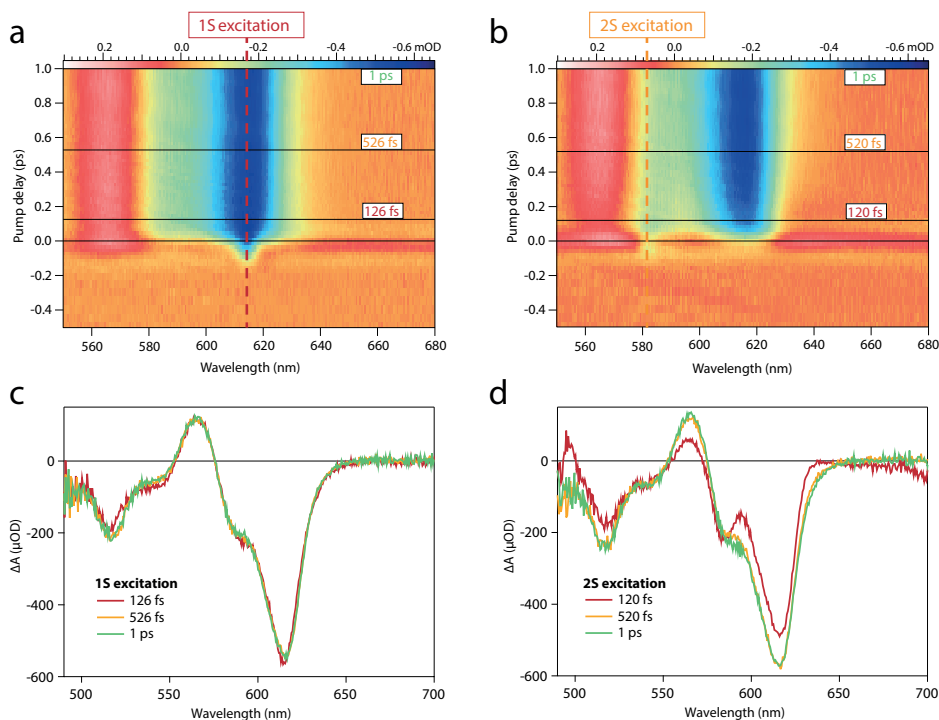 1S excitation
2S excitation
a
b
0.2 0.0 -0.2 -0.4 -0.6 mOD
0.2 0.0 -0.2 -0.4 -0.6 mOD
1.0
0.8
0.6
0.4
0.2
0.0
-0.2
-0.4
Pump delay (ps)
1 ps
526 fs
126 fs
560 580 600 620 640 660 680
Wavelength (nm)
1.0
0.8
0.6
0.4
0.2
0.0
-0.2
-0.4
Pump delay (ps)
1 ps
520 fs
120 fs
560 580 600 620 640 660 680
Wavelength (nm)
c
0
-200
-400
-600
ΔA (μOD)
1S excitation
126 fs
526 fs
1 ps
500 550 600 650 700
Wavelength (nm)
d
0
-200
-400
-600
ΔA (μOD)
2S excitation
120 fs
520 fs
1 ps
500 550 600 650 700
Wavelength (nm)